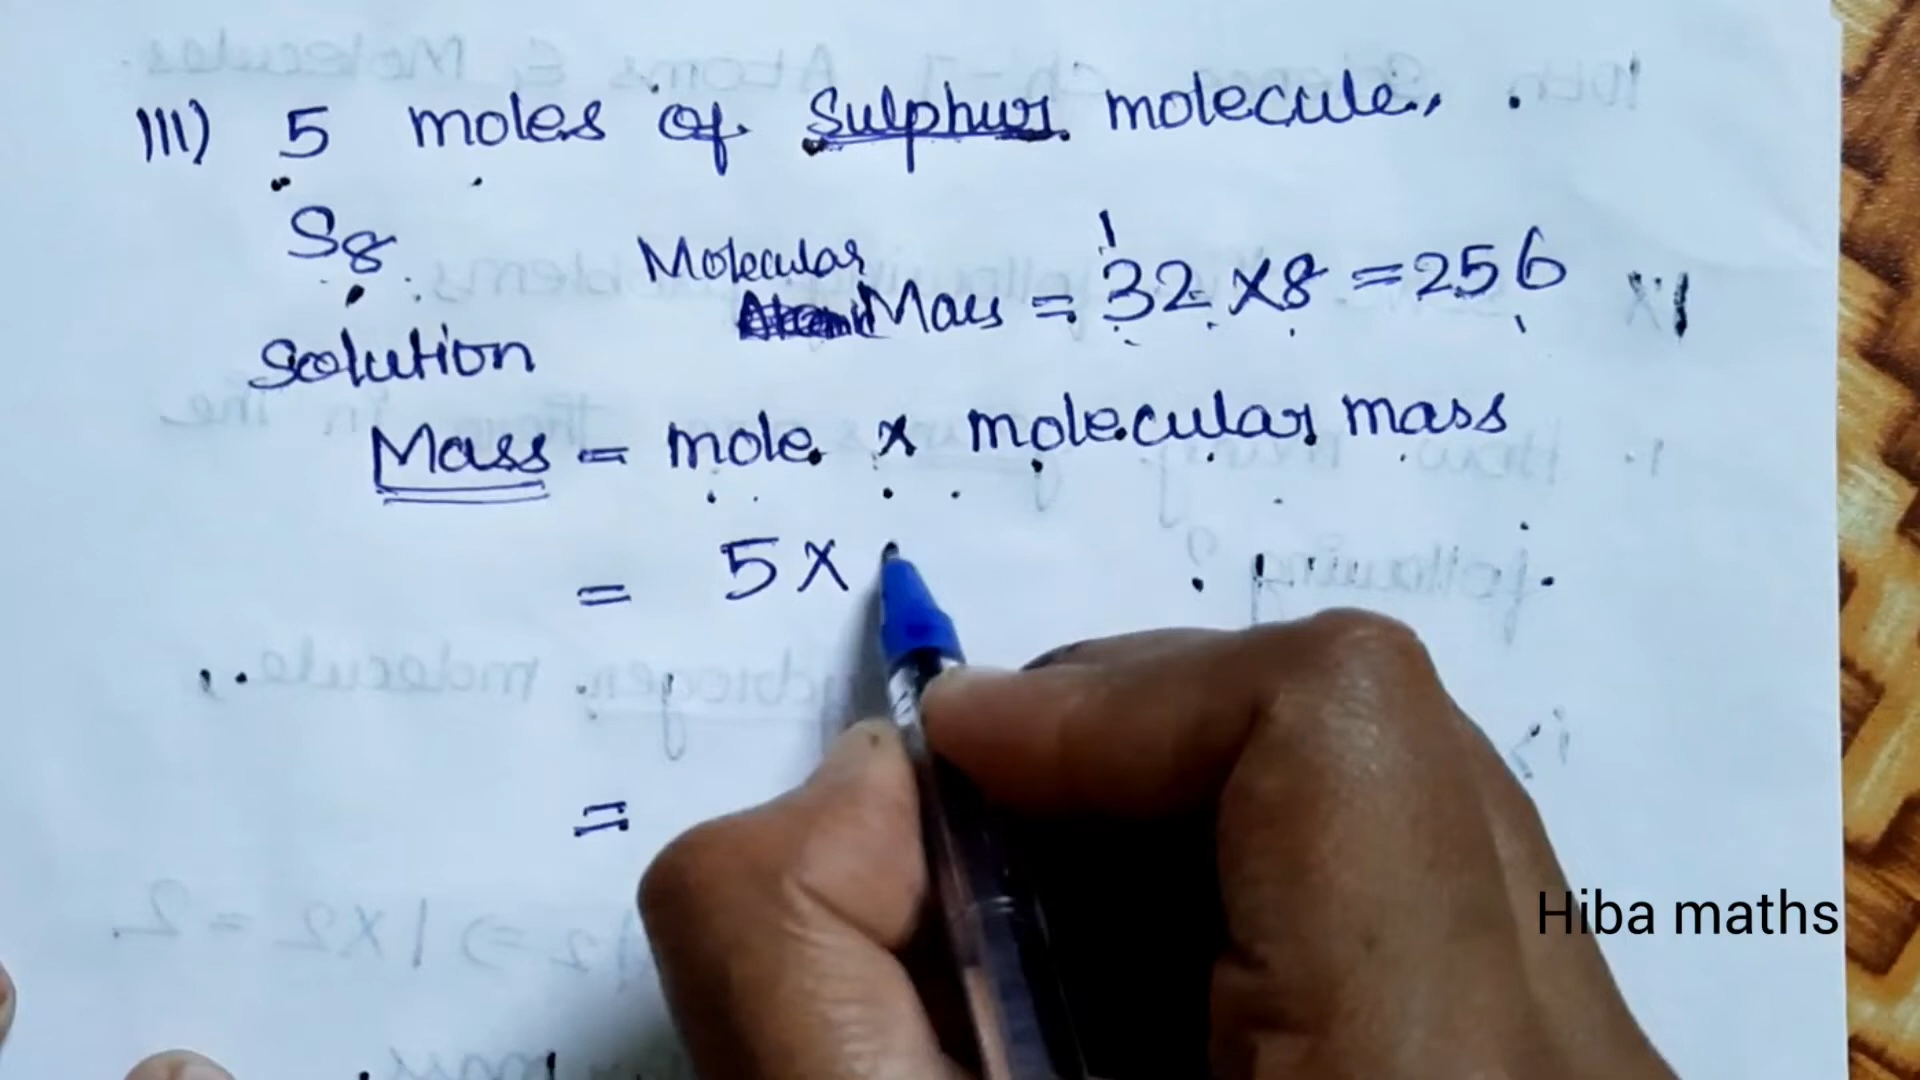 III) 5 moles of Sulphur molecule.
S8
Molecular
Mass = 32 x 8 = 256
1
Solution
Mass = mole x molecular mass
= 5 x
=
Hiba maths